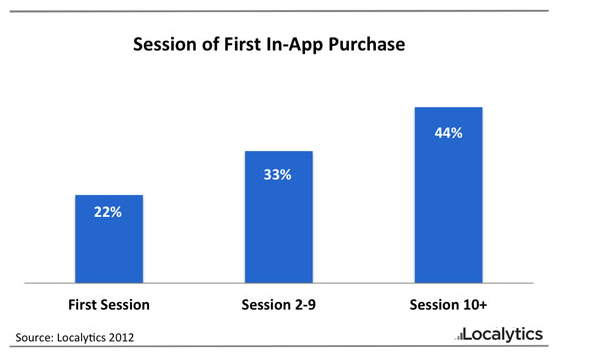 Session of First In-App Purchase
22%
33%
44%
First Session
Session 2-9
Session 10+
Source: Localytics 2012
Localytics